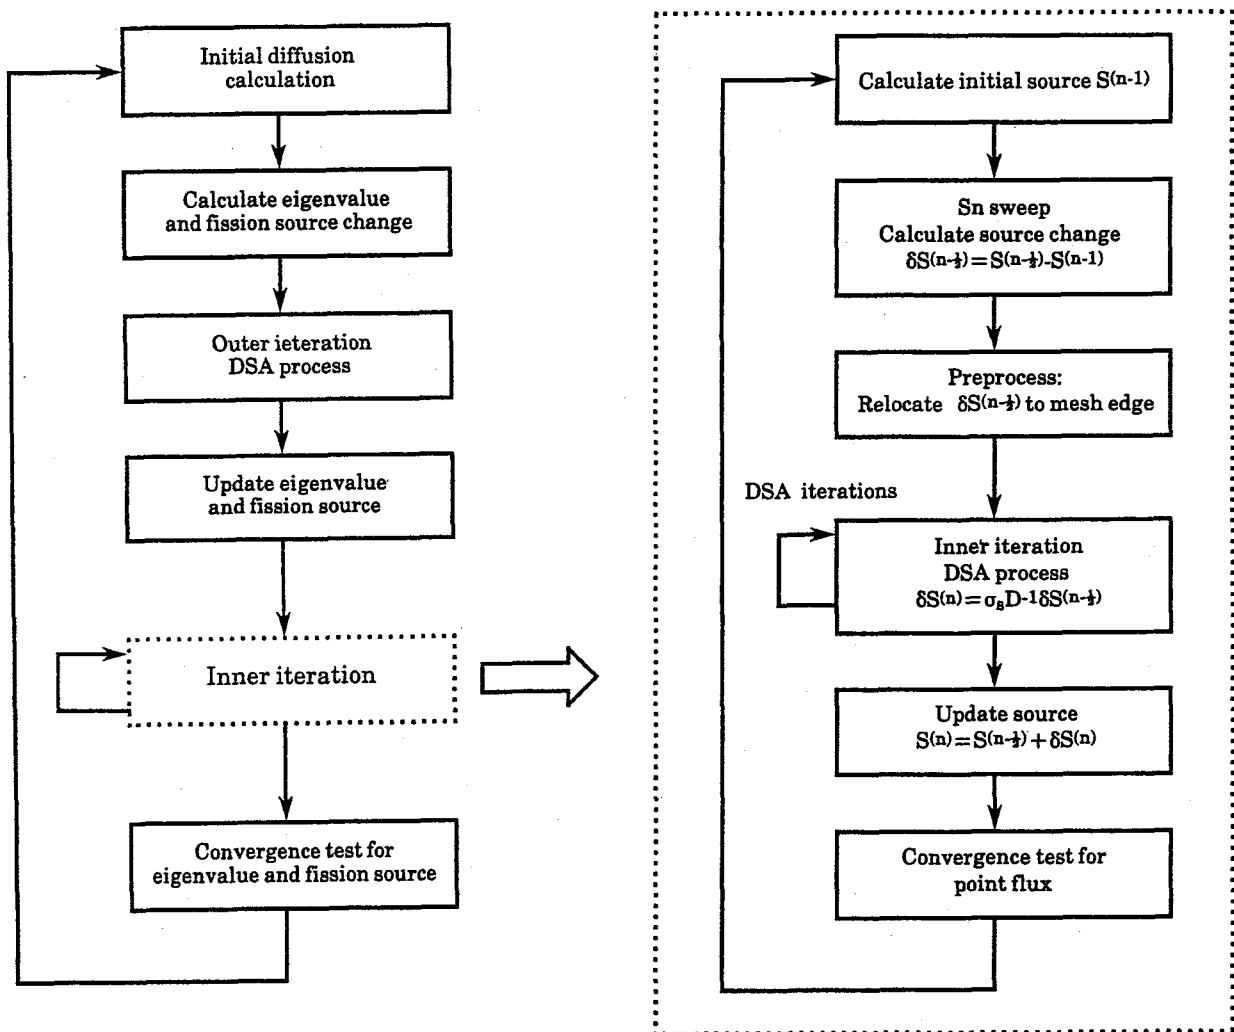 Initial diffusion
calculation
Calculate eigenvalue
and fission source change
Outer ieteration
DSA process
Update eigenvalue
and fission source
Inner iteration
Convergence test for
eigenvalue and fission source
Calculate initial source S(n-1)
Sn sweep
Calculate source change
δS(n-½)=S(n-½)-S(n-1)
Preprocess:
Relocate δS(n-½) to mesh edge
DSA iterations
Inner iteration
DSA process
δS(n)=σsD-1δS(n-½)
Update source
S(n)=S(n-½)+δS(n)
Convergence test for
point flux